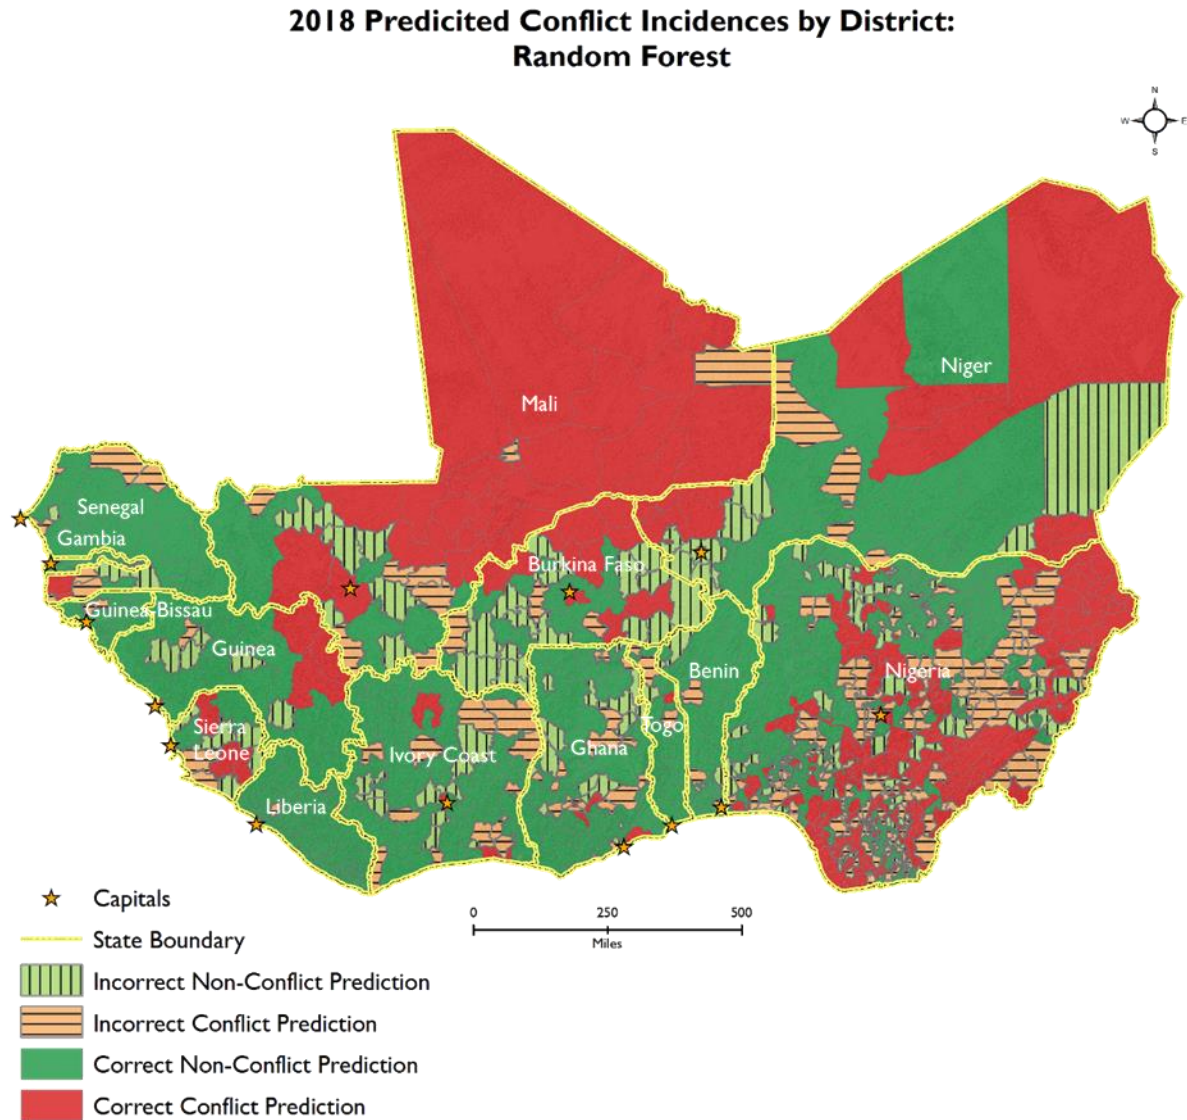 2018 Predicited Conflict Incidences by District:
Random Forest
N
W E
S
Niger
Mali
Senegal
Gambia
Burkina Faso
Guinea-Bissau
Guinea
Benin
Nigeria
Sierra
Leone
Togo
Ghana
Ivory Coast
Liberia
Capitals
0 250 500
Miles
State Boundary
Incorrect Non-Conflict Prediction
Incorrect Conflict Prediction
Correct Non-Conflict Prediction
Correct Conflict Prediction